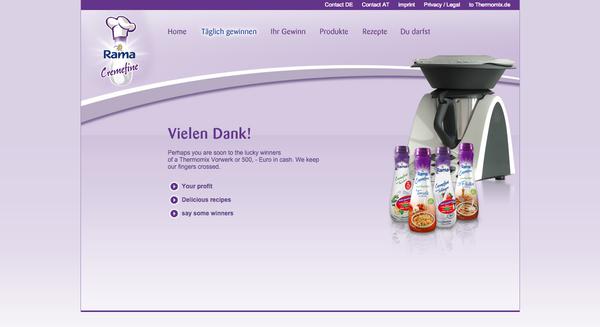 Contact DE Contact AT Imprint Privacy / Legal to Thermomix.de
Home Täglich gewinnen Ihr Gewinn Produkte Rezepte Du darfst
Rama
Cremefine
Vielen Dank!
Perhaps you are soon to the lucky winners
of a Thermomix Vorwerk or 500, - Euro in cash. We keep
our fingers crossed.
Your profit
Delicious recipes
say some winners
Rama
Cremefine